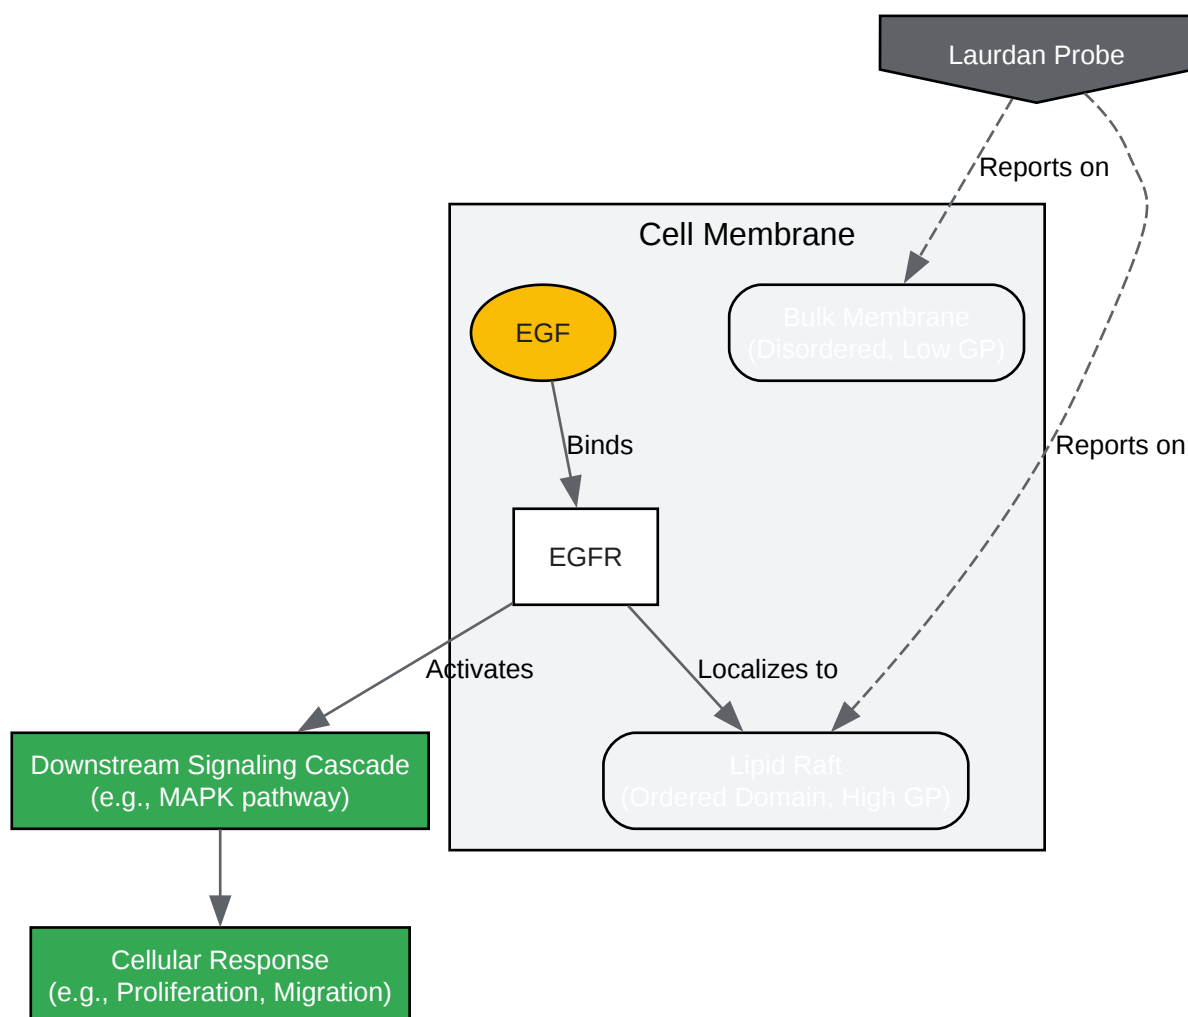 Laurdan Probe
Reports on
Cell Membrane
EGF
Bulk Membrane
(Disordered, Low GP)
Binds
Reports on
EGFR
Activates
Localizes to
Downstream Signaling Cascade
(e.g., MAPK pathway)
Lipid Raft
(Ordered Domain, High GP)
Cellular Response
(e.g., Proliferation, Migration)